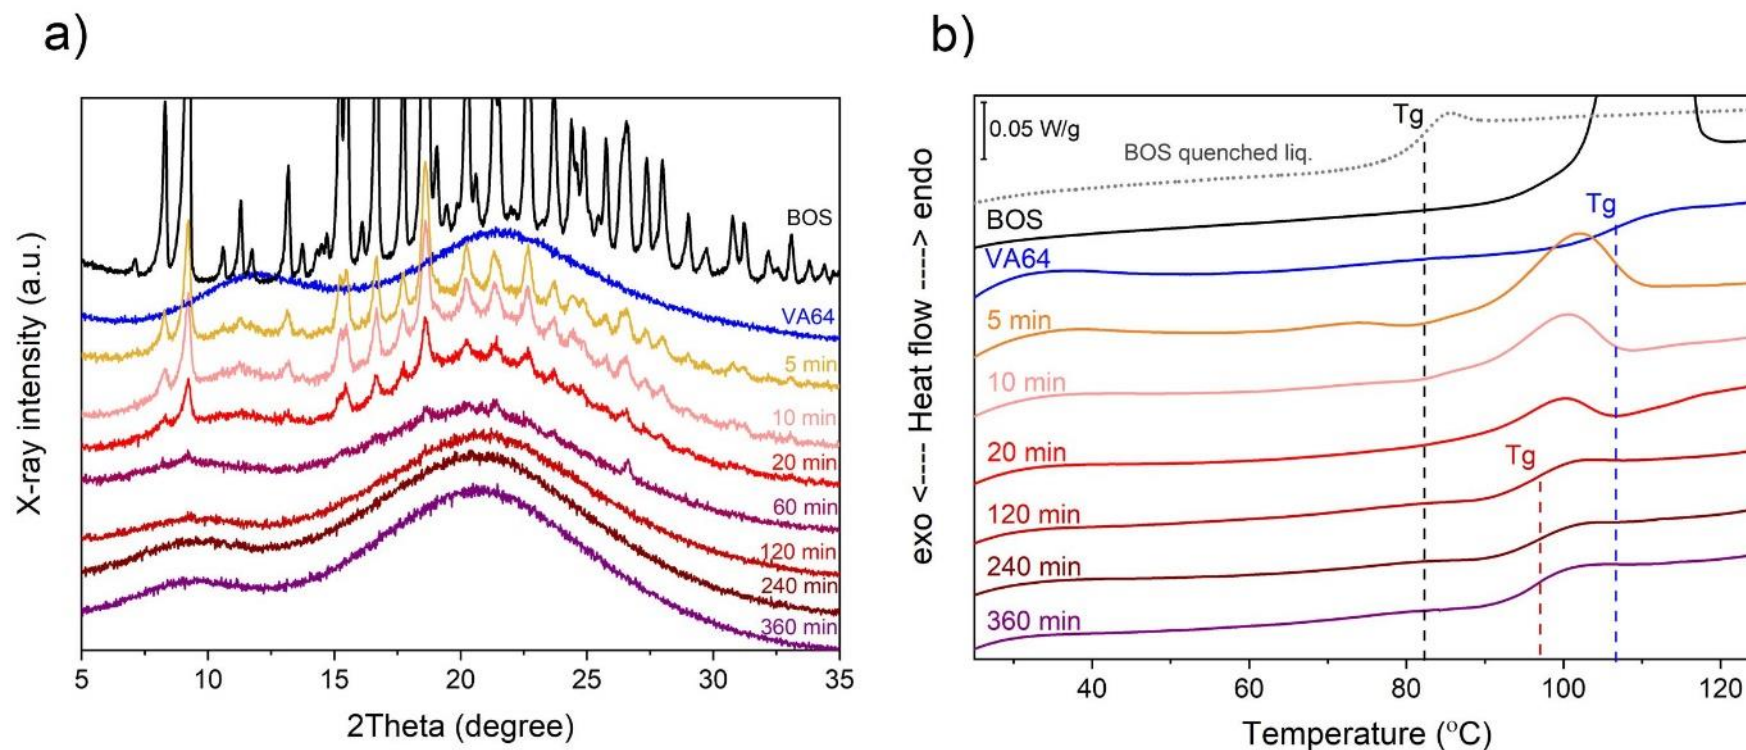 a)
X-ray intensity (a.u.)
BOS
VA64
5 min
10 min
20 min
60 min
120 min
240 min
360 min
5 10 15 20 25 30 35
2Theta (degree)
b)
exo <---- Heat flow ----> endo
0.05 W/g
Tg
BOS quenched liq.
BOS
Tg
VA64
5 min
10 min
20 min
Tg
120 min
240 min
360 min
40 60 80 100 120
Temperature (ºC)